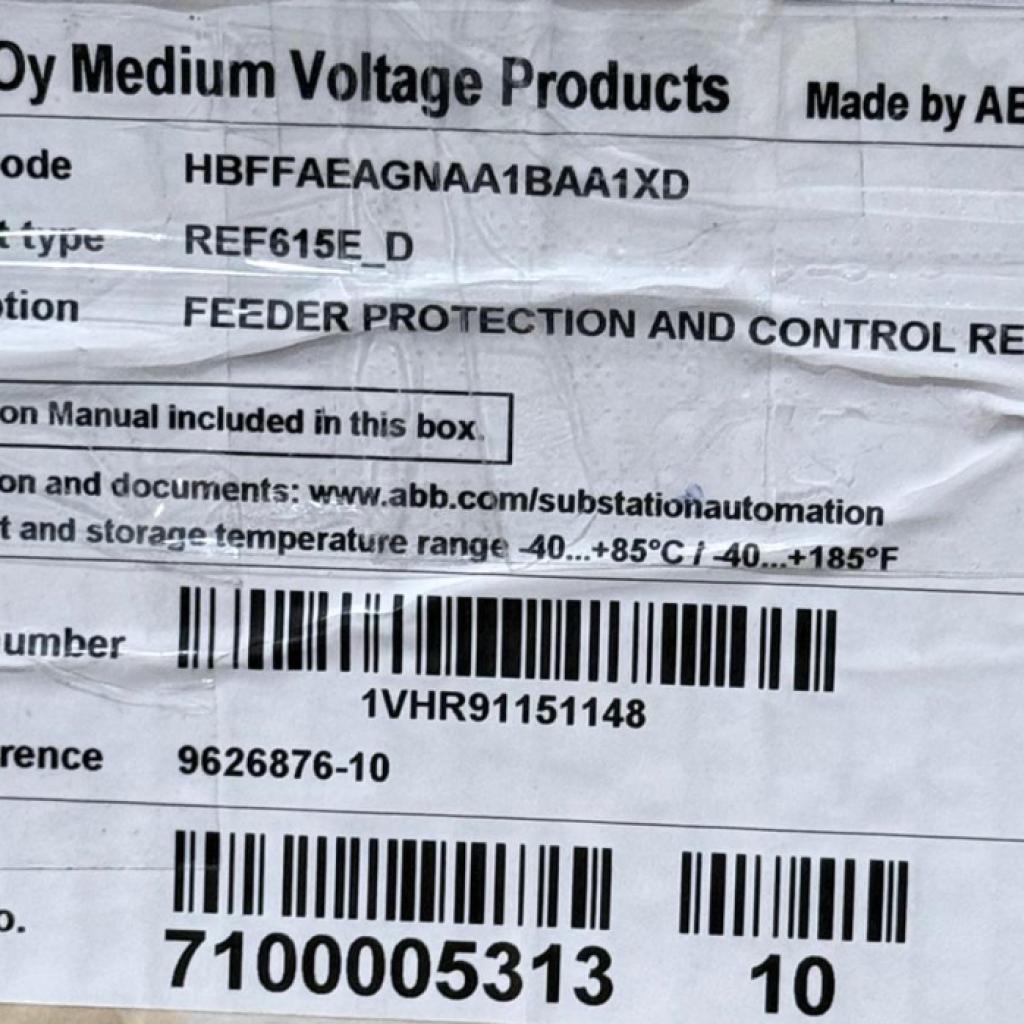 Oy Medium Voltage Products Made by AB
ode HBFFAEAGNAA1BAA1XD
t type REF615E_D
tion FEEDER PROTECTION AND CONTROL RE
on Manual included in this box.
on and documents: www.abb.com/substationautomation
t and storage temperature range -40...+85°C / -40...+185°F
umber
1VHR91151148
rence 9626876-10
o.
7100005313 10